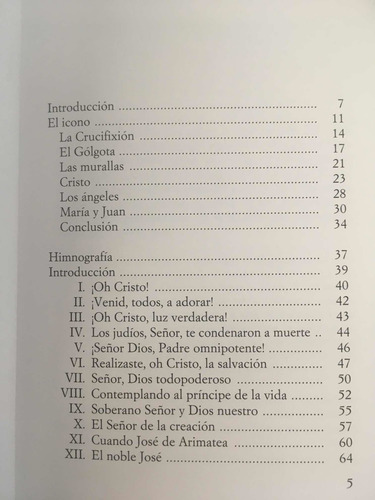 Introducción ........................................................ 7
El icono ............................................................... 11
La Crucifixión .................................................. 14
El Gólgota ........................................................ 17
Las murallas ..................................................... 21
Cristo ................................................................ 23
Los ángeles ....................................................... 28
María y Juan ..................................................... 30
Conclusión ....................................................... 34
Himnografía ........................................................ 37
Introducción ........................................................ 39
I. ¡Oh Cristo! ................................................ 40
II. ¡Venid, todos, a adorar! ............................ 42
III. ¡Oh Cristo, luz verdadera! ........................ 43
IV. Los judíos, Señor, te condenaron a muerte .. 44
V. ¡Señor Dios, Padre omnipotente! ............. 46
VI. Realizaste, oh Cristo, la salvación ............. 47
VII. Señor, Dios todopoderoso ........................ 50
VIII. Contemplando al príncipe de la vida ........ 52
IX. Soberano Señor y Dios nuestro ................ 55
X. El Señor de la creación ............................. 57
XI. Cuando José de Arimatea ......................... 60
XII. El noble José ............................................. 64
5